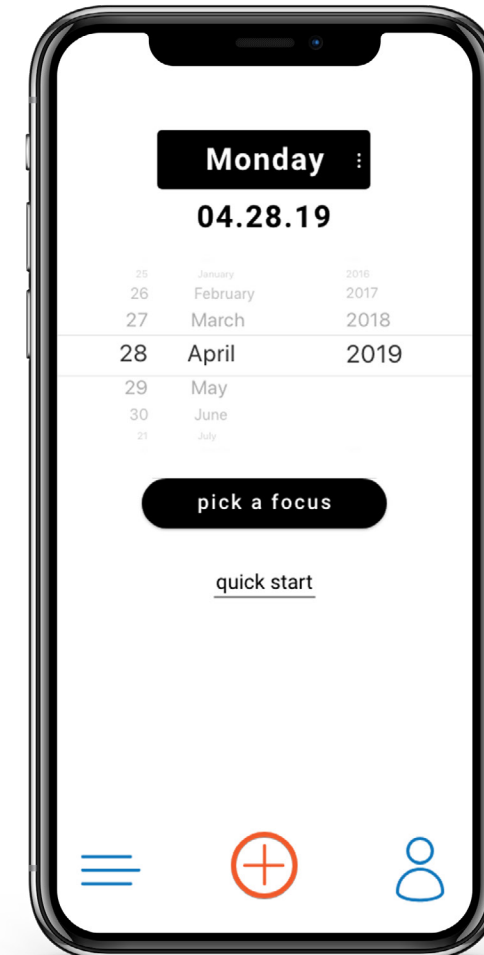 Monday
04.28.19
25 January 2016
26 February 2017
27 March 2018
28 April 2019
29 May
30 June
21 July
pick a focus
quick start